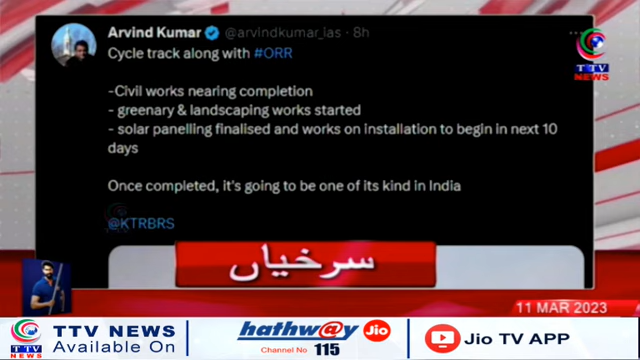 Arvind Kumar @arvindkumar_ias · 8h
Cycle track along with #ORR
-Civil works nearing completion
- greenary & landscaping works started
- solar panelling finalised and works on installation to begin in next 10
days
Once completed, it's going to be one of its kind in India
@KTRBRS
TTV
NEWS
سرخیاں
11 MAR 2023
TTV NEWS
TTV NEWS
Available On
hathw@y Jio
Channel No 115
Jio TV APP